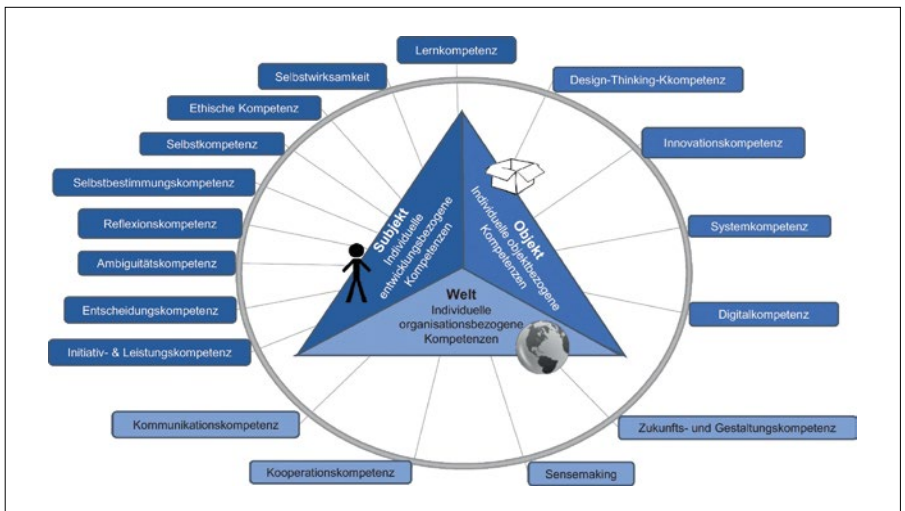 Lernkompetenz
Selbstwirksamkeit
Design-Thinking-Kkompetenz
Ethische Kompetenz
Selbstkompetenz
Innovationskompetenz
Selbstbestimmungskompetenz
Reflexionskompetenz
Systemkompetenz
Ambiguitätskompetenz
Entscheidungskompetenz
Digitalkompetenz
Initiativ- & Leistungskompetenz
Subjekt
Individuelle
entwicklungsbezogene
Kompetenzen
Objekt
Individuelle objektbezogene
Kompetenzen
Welt
Individuelle
organisationsbezogene
Kompetenzen
Kommunikationskompetenz
Zukunfts- und Gestaltungskompetenz
Kooperationskompetenz
Sensemaking